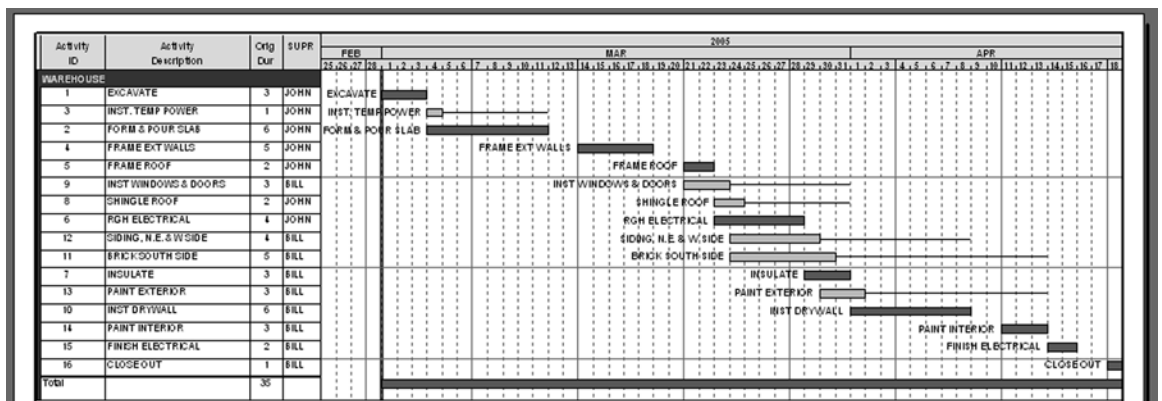 2005
Activity ID Activity Description Orig Dur SUPR FEB MAR APR
25 26 27 28 1 2 3 4 5 6 7 8 9 10 11 12 13 14 15 16 17 18 19 20 21 22 23 24 25 26 27 28 29 30 31 1 2 3 4 5 6 7 8 9 10 11 12 13 14 15 16 17 18
WAREHOUSE
1 EXCAVATE 3 JOHN EXCAVATE
3 INST. TEMP POWER 1 JOHN INST. TEMP POWER
2 FORM & POUR SLAB 6 JOHN FORM & POUR SLAB
4 FRAME EXT WALLS 5 JOHN FRAME EXT WALLS
5 FRAME ROOF 2 JOHN FRAME ROOF
9 INST WINDOWS & DOORS 3 BILL INST WINDOWS & DOORS
8 SHINGLE ROOF 2 JOHN SHINGLE ROOF
6 RGH ELECTRICAL 4 JOHN RGH ELECTRICAL
12 SIDING, N.E. & W SIDE 4 BILL SIDING, N.E. & W. SIDE
11 BRICK SOUTH SIDE 5 BILL BRICK SOUTH SIDE
7 INSULATE 3 BILL INSULATE
13 PAINT EXTERIOR 3 BILL PAINT EXTERIOR
10 INST DRYWALL 6 BILL INST DRYWALL
14 PAINT INTERIOR 3 BILL PAINT INTERIOR
15 FINISH ELECTRICAL 2 BILL FINISH ELECTRICAL
16 CLOSEOUT 1 BILL CLOSEOUT
Total 35